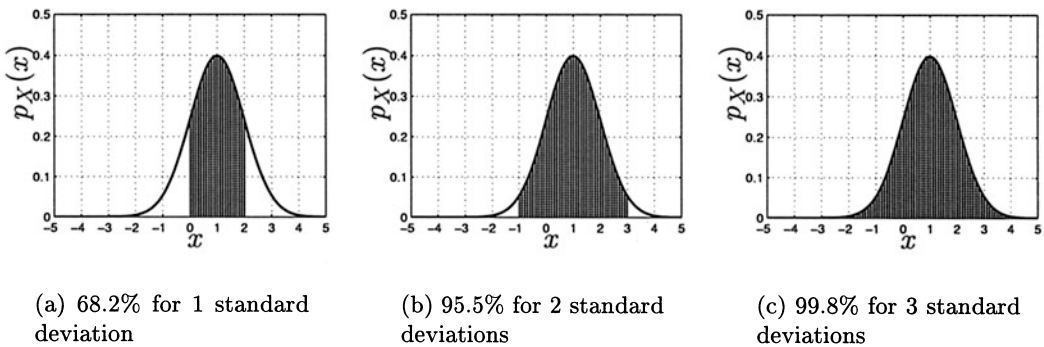 0.5
0.4
0.3
0.2
0.1
0
p_X(x)
-5 -4 -3 -2 -1 0 1 2 3 4 5
x
(a) 68.2% for 1 standard
deviation
0.5
0.4
0.3
0.2
0.1
0
p_X(x)
-5 -4 -3 -2 -1 0 1 2 3 4 5
x
(b) 95.5% for 2 standard
deviations
0.5
0.4
0.3
0.2
0.1
0
p_X(x)
-5 -4 -3 -2 -1 0 1 2 3 4 5
x
(c) 99.8% for 3 standard
deviations